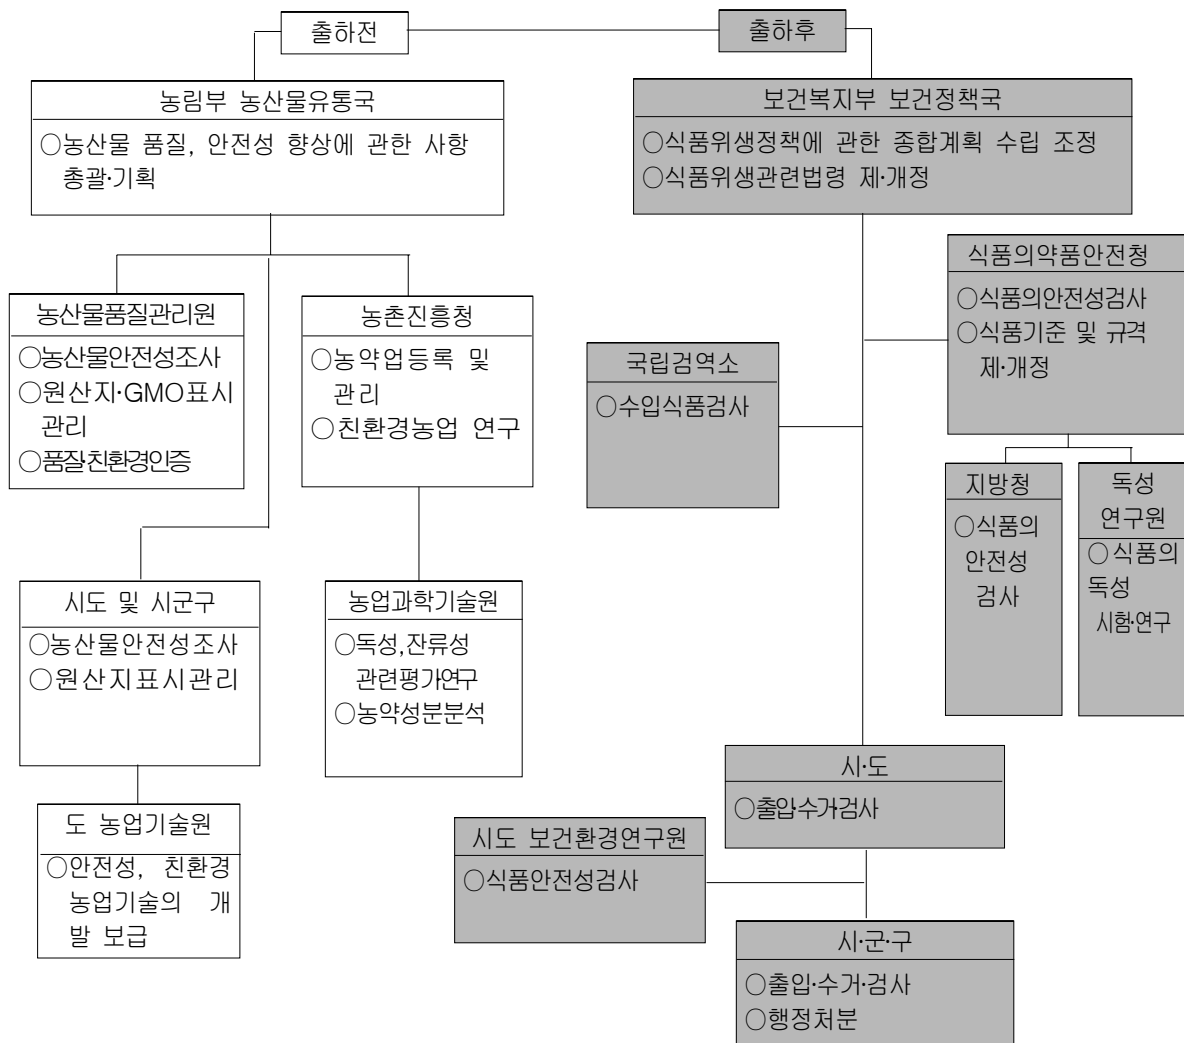 출하전
출하후
농림부 농산물유통국
○농산물 품질, 안전성 향상에 관한 사항
총괄·기획
보건복지부 보건정책국
○식품위생정책에 관한 종합계획 수립 조정
○식품위생관련법령 제·개정
농산물품질관리원
○농산물안전성조사
○원산지·GMO표시
관리
○품질·친환경인증
농촌진흥청
○농약업등록 및
관리
○친환경농업 연구
국립검역소
○수입식품검사
식품의약품안전청
○식품의안전성검사
○식품기준 및 규격
제·개정
지방청
○식품의
안전성
검사
독성
연구원
○식품의
독성
시험·연구
시도 및 시군구
○농산물안전성조사
○원산지표시관리
농업과학기술원
○독성,잔류성
관련평가·연구
○농약성분분석
도 농업기술원
○안전성, 친환경
농업기술의 개
발 보급
시·도
○출입·수거·검사
시도 보건환경연구원
○식품안전성검사
시·군·구
○출입·수거·검사
○행정처분